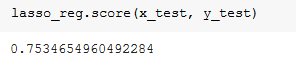 lasso_reg.score(x_test, y_test)
0.7534654960492284